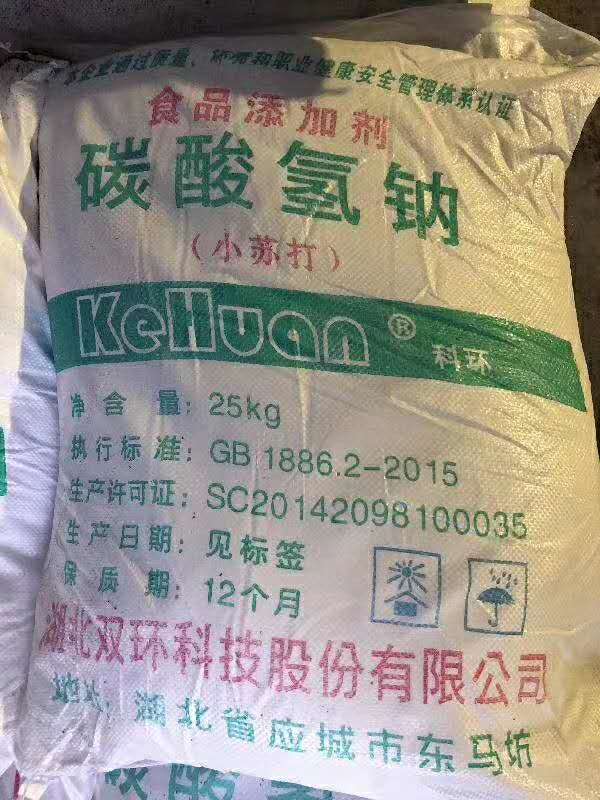 本企业通过质量、环境和职业健康安全管理体系认证
食品添加剂
碳酸氢钠
（小苏打）
KeHuan® 科环
净含量：25kg
执行标准：GB 1886.2-2015
生产许可证：SC20142098100035
生产日期：见标签
保质期：12个月
湖北双环科技股份有限公司
地址：湖北省应城市东马坊
碳酸氢